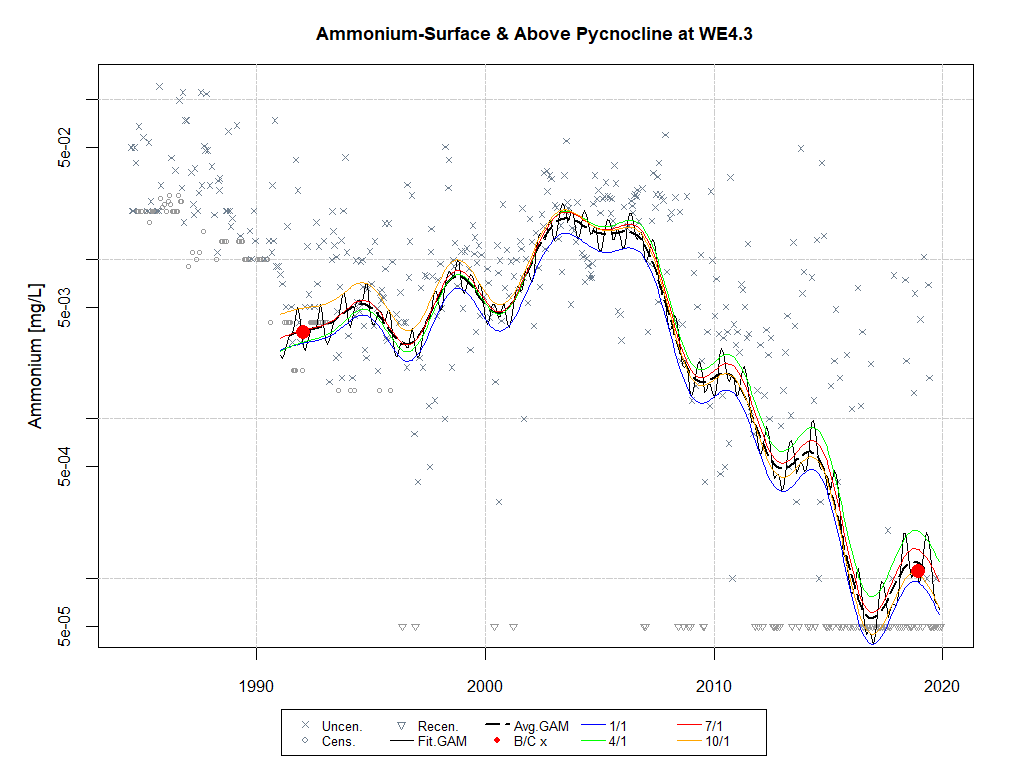 Ammonium-Surface & Above Pycnocline at WE4.3
Ammonium [mg/L]
5e-02
5e-03
5e-04
5e-05
1990 2000 2010 2020
Uncen. Recen. Avg.GAM 1/1 7/1
Cens. Fit.GAM B/C x 4/1 10/1